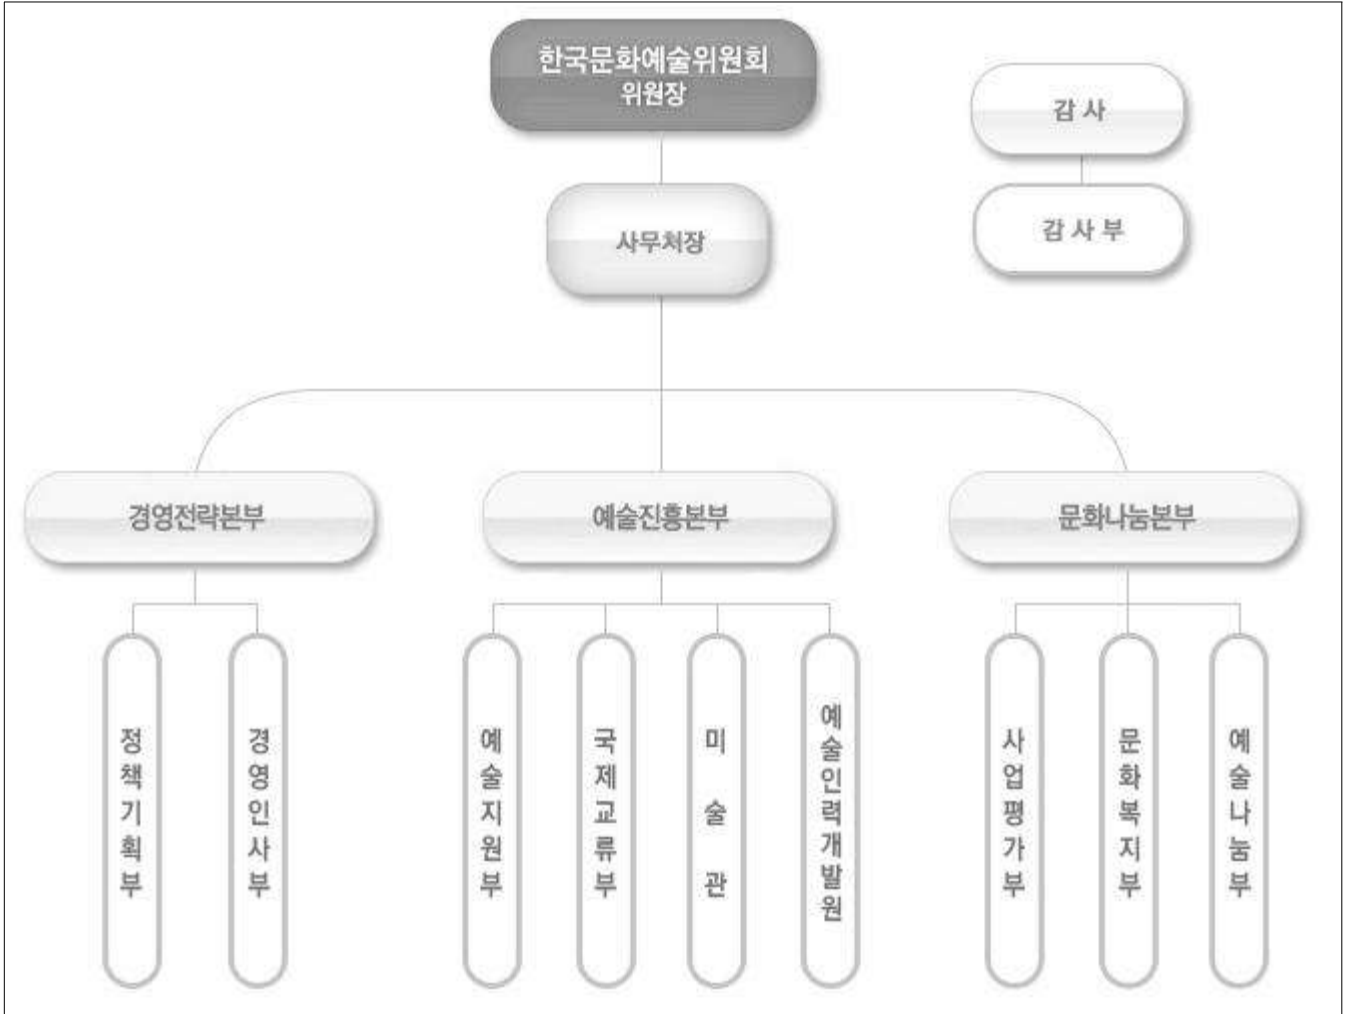 한국문화예술위원회
위원장
감 사
감 사 부
사무처장
경영전략본부
예술진흥본부
문화나눔본부
정책기획부
경영인사부
예술지원부
국제교류부
미 술 관
예술인력개발원
사업평가부
문화복지부
예술나눔부